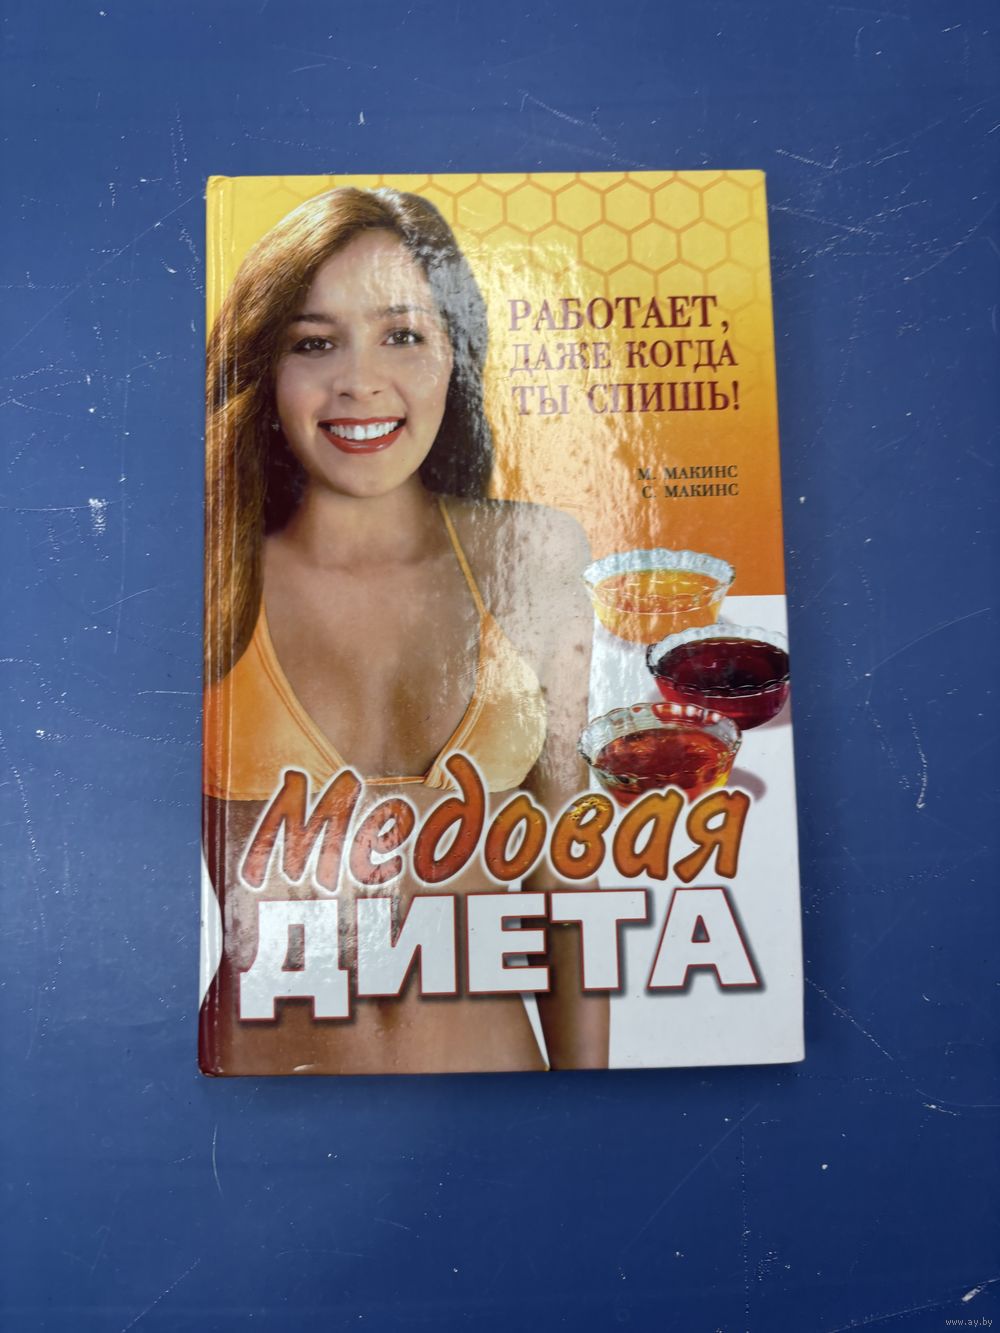 РАБОТАЕТ,
ДАЖЕ КОГДА
ТЫ СПИШЬ!
М. МАКИНС
С. МАКИНС
Медовая
ДИЕТА
www.ay.by